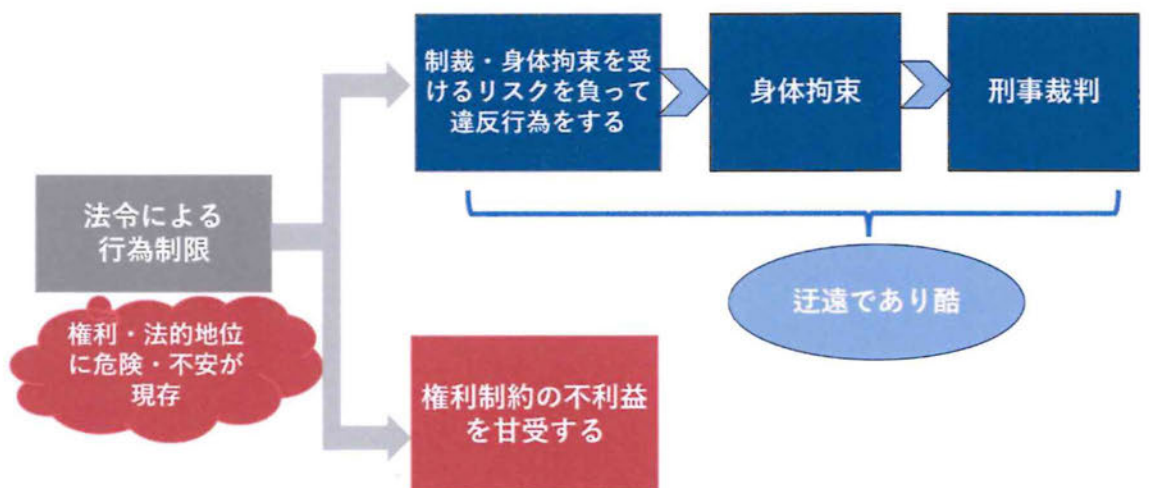 制裁・身体拘束を受
けるリスクを負って
違反行為をする
身体拘束
刑事裁判
法令による
行為制限
迂遠であり酷
権利・法的地位
に危険・不安が
現存
権利制約の不利益
を甘受する